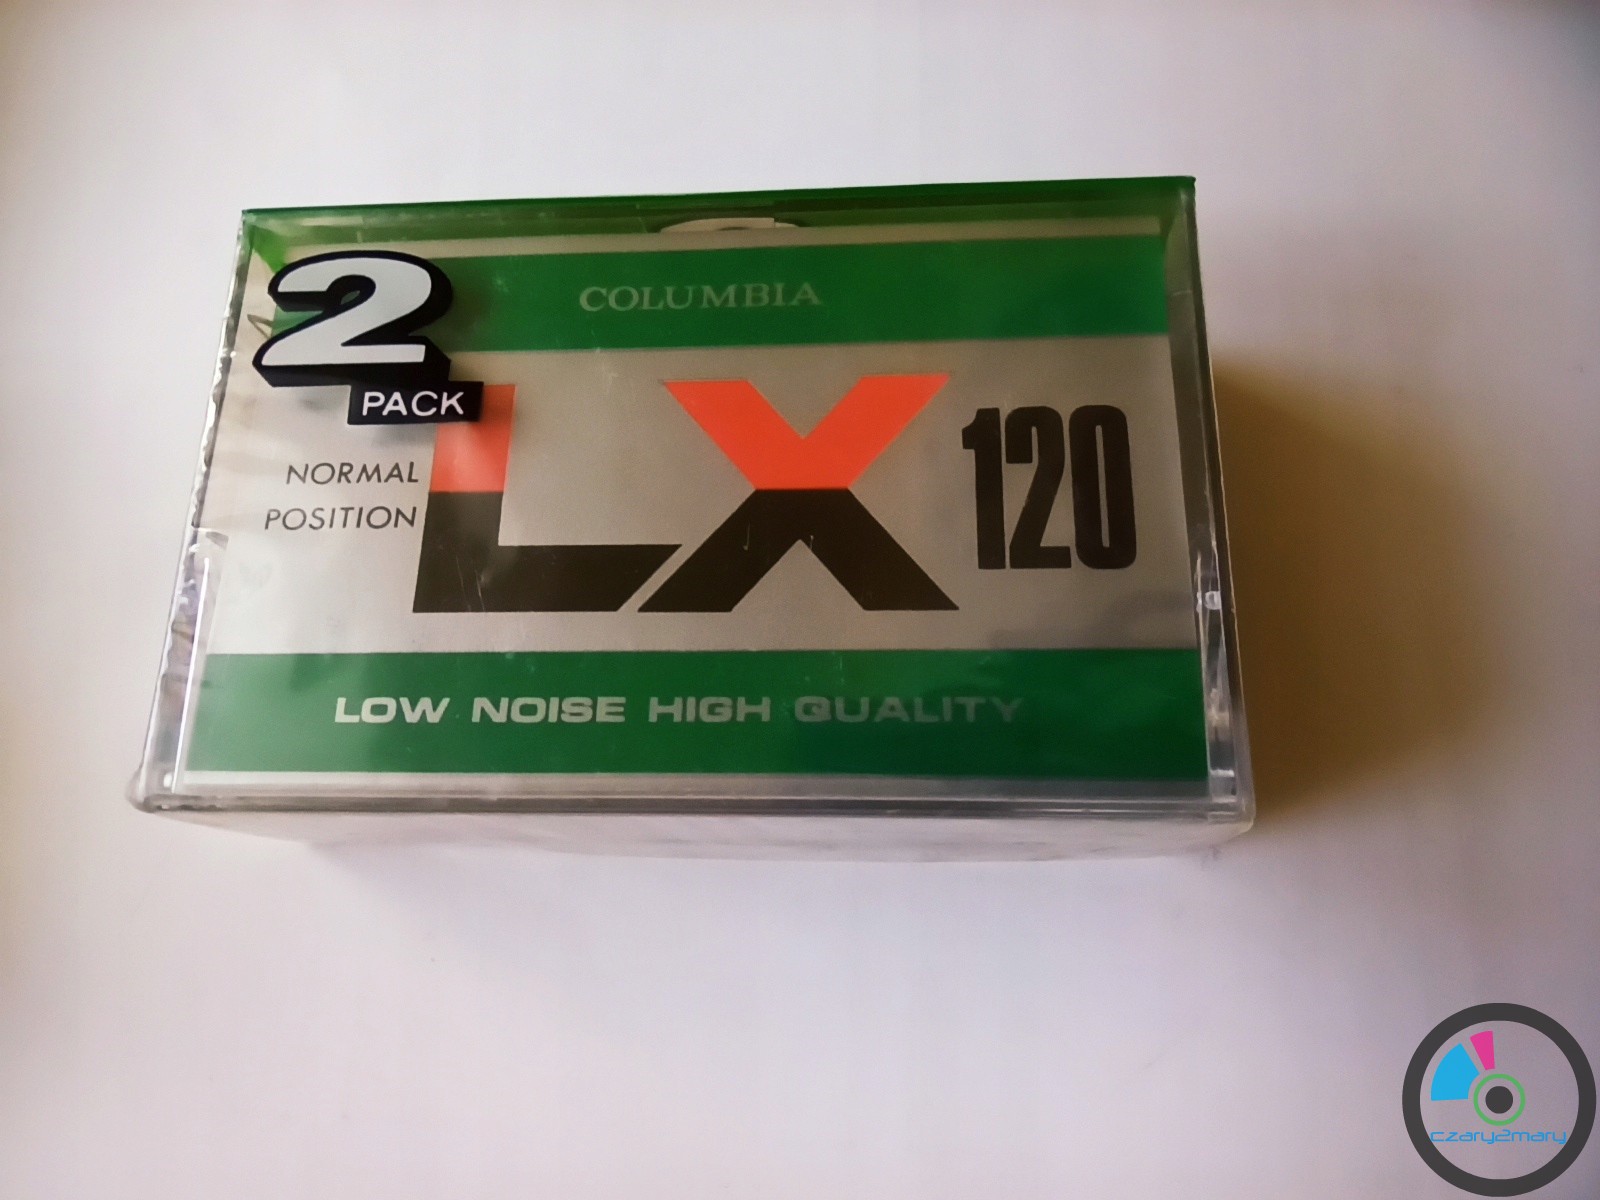 COLUMBIA
2
PACK
NORMAL
POSITION
LX 120
LOW NOISE HIGH QUALITY
czary2mary